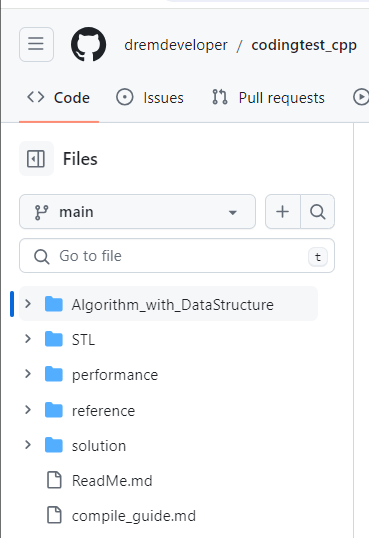 dremdeveloper / codingtest_cpp
Code Issues Pull requests
Files
main
Go to file t
Algorithm_with_DataStructure
STL
performance
reference
solution
ReadMe.md
compile_guide.md